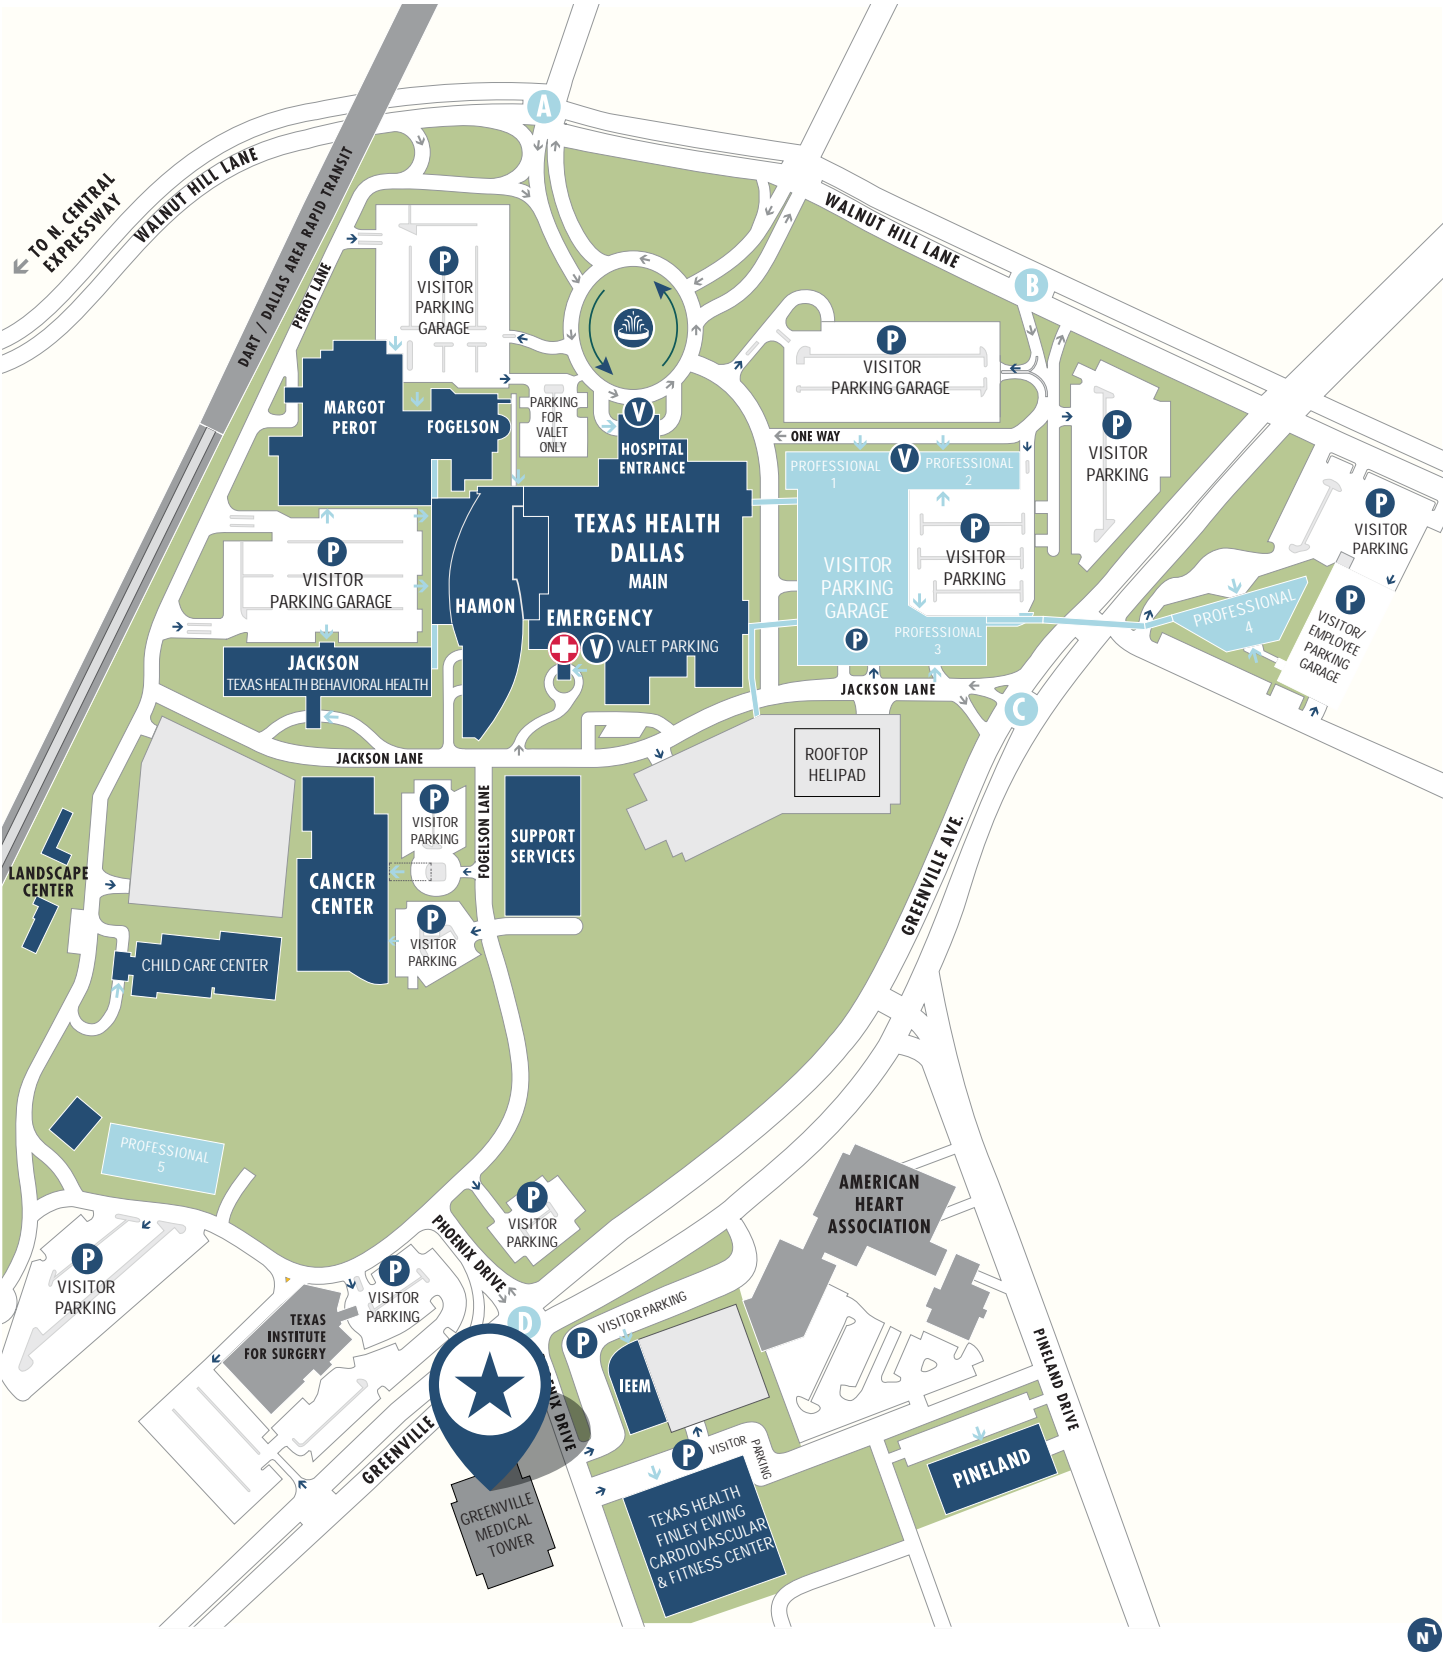 A
WALNUT HILL LANE
TO N. CENTRAL
EXPRESSWAY
DART / DALLAS AREA RAPID TRANSIT
PEROT LANE
P
VISITOR
PARKING
GARAGE
WALNUT HILL LANE
B
P
VISITOR
PARKING GARAGE
PARKING
FOR
VALET
ONLY
V
HOSPITAL
ENTRANCE
MARGOT
PEROT
FOGELSON
ONE WAY
PROFESSIONAL
1
V
PROFESSIONAL
2
P
VISITOR
PARKING
P
VISITOR
PARKING
P
VISITOR/
EMPLOYEE
PARKING
GARAGE
PROFESSIONAL
4
TEXAS HEALTH
DALLAS
MAIN
P
VISITOR
PARKING
VISITOR
PARKING
GARAGE
P
PROFESSIONAL
3
P
VISITOR
PARKING GARAGE
HAMON
EMERGENCY
V
VALET PARKING
JACKSON
TEXAS HEALTH BEHAVIORAL HEALTH
JACKSON LANE
C
JACKSON LANE
ROOFTOP
HELIPAD
P
VISITOR
PARKING
FOGELSON LANE
SUPPORT
SERVICES
CANCER
CENTER
P
VISITOR
PARKING
GREENVILLE AVE.
LANDSCAPE
CENTER
CHILD CARE CENTER
PROFESSIONAL
5
P
VISITOR
PARKING
PHOENIX DRIVE
P
VISITOR
PARKING
P
VISITOR
PARKING
TEXAS
INSTITUTE
FOR SURGERY
AMERICAN
HEART
ASSOCIATION
D
P
VISITOR PARKING
IEEM
ENIX DRIVE
GREENVILLE
GREENVILLE
MEDICAL
TOWER
P
VISITOR
PARKING
TEXAS HEALTH
FINLEY EWING
CARDIOVASCULAR
& FITNESS CENTER
PINELAND
PINELAND DRIVE
N